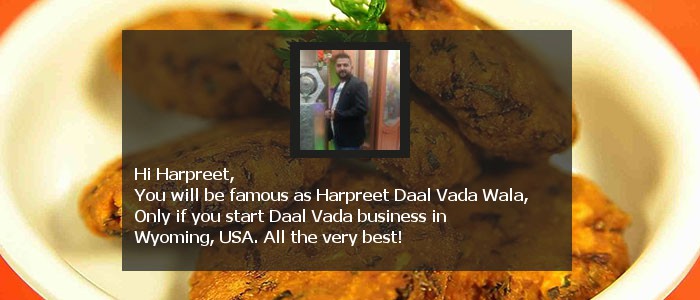 Hi Harpreet,
You will be famous as Harpreet Daal Vada Wala,
Only if you start Daal Vada business in
Wyoming, USA. All the very best!